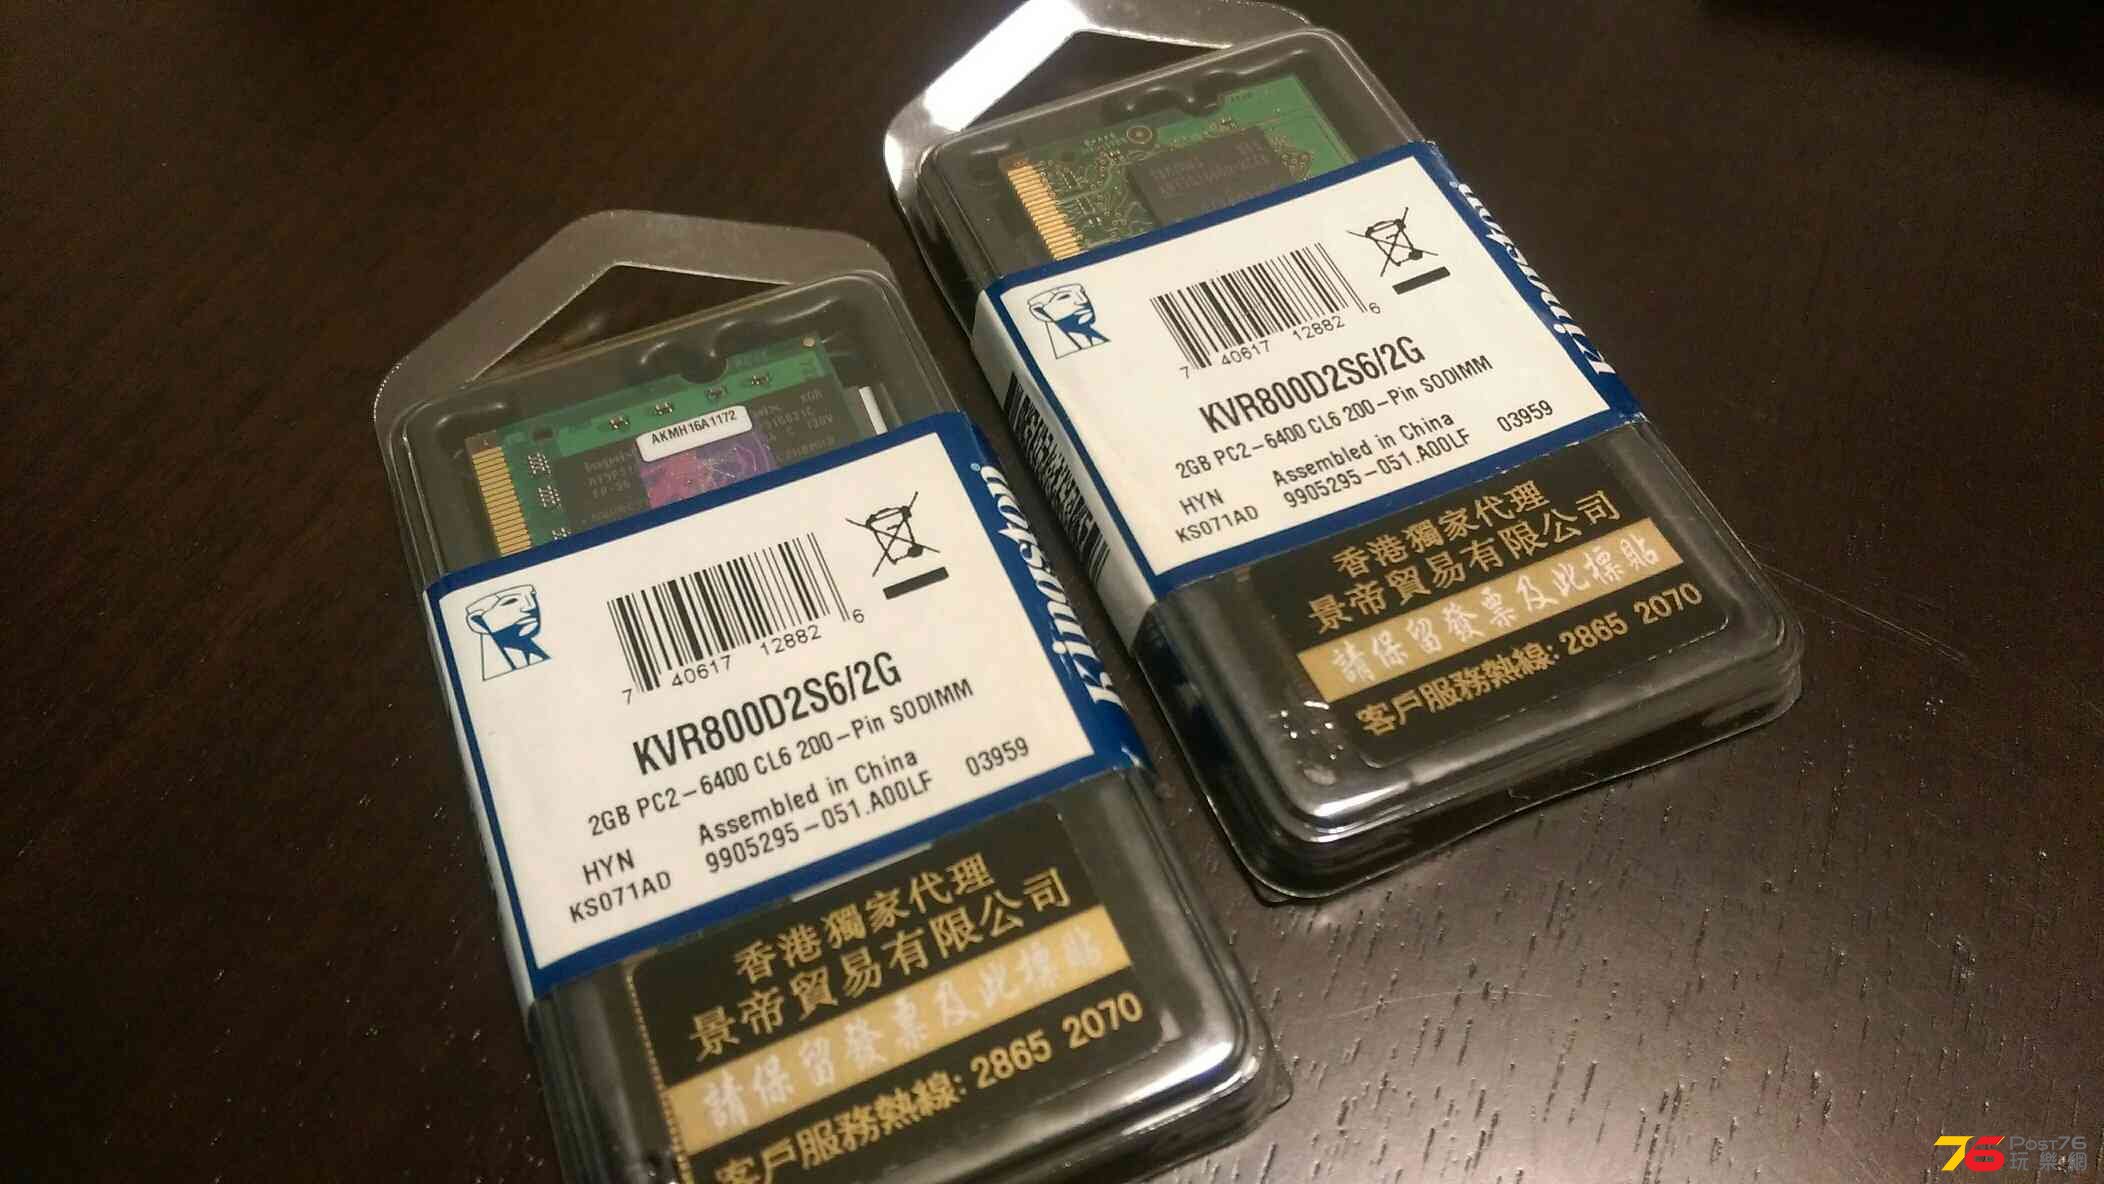 AKMH16A1172
7 40617 12882 6
KVR800D2S6/2G
2GB PC2-6400 CL6 200-Pin SODIMM
Assembled in China
HYN 9905295-051.A00LF 03959
KS071AD
Kingston
香港獨家代理
景帝貿易有限公司
請保留發票及此標貼
客戶服務熱線: 2865 2070
7 40617 12882 6
KVR800D2S6/2G
2GB PC2-6400 CL6 200-Pin SODIMM
Assembled in China
HYN 9905295-051.A00LF 03959
KS071AD
Kingston
香港獨家代理
景帝貿易有限公司
請保留發票及此標貼
客戶服務熱線: 2865 2070
76 POST76
玩樂網